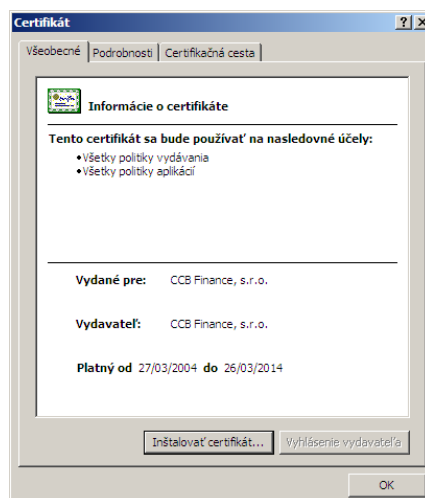 Certifikát
Všeobecné Podrobnosti Certifikačná cesta
Informácie o certifikáte
Tento certifikát sa bude používať na nasledovné účely:
•Všetky politiky vydávania
•Všetky politiky aplikácií
Vydané pre: CCB Finance, s.r.o.
Vydavateľ: CCB Finance, s.r.o.
Platný od 27/03/2004 do 26/03/2014
Inštalovať certifikát... Vyhlásenie vydavateľa
OK